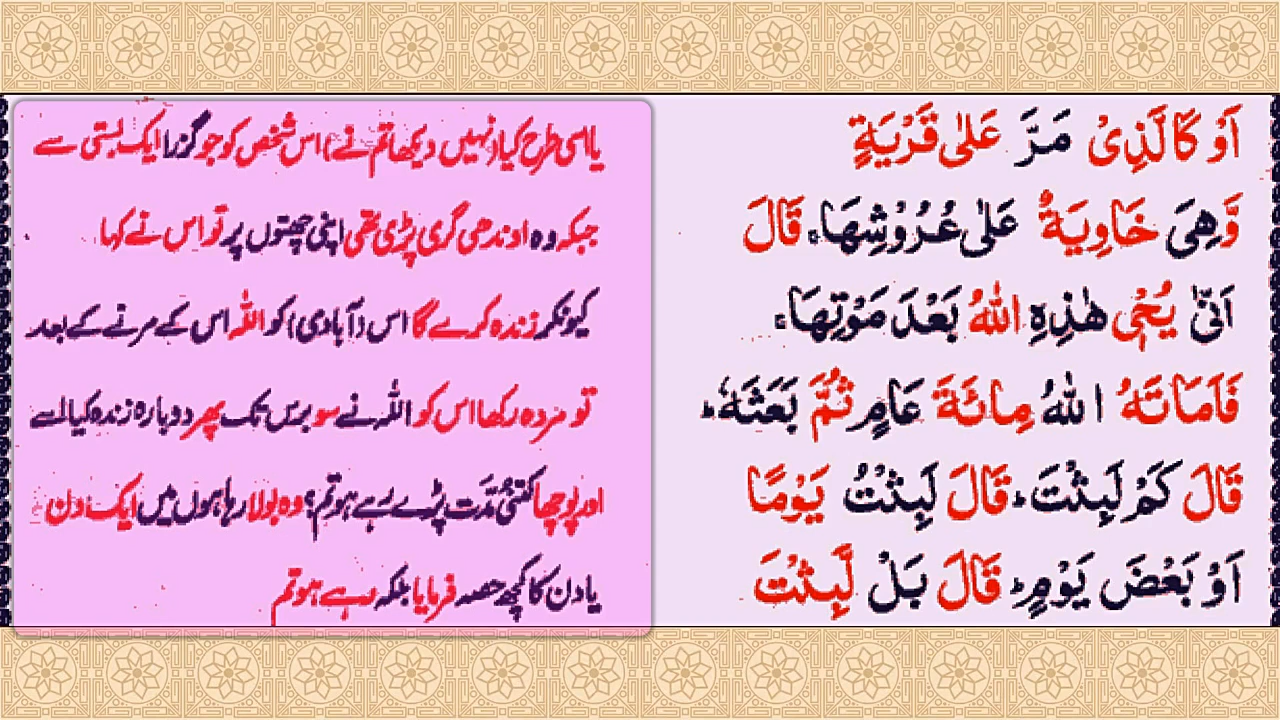 اَوْ كَالَّذِىْ مَرَّ عَلٰى قَرْيَةٍ
وَّهِىَ خَاوِيَةٌ عَلٰى عُرُوْشِهَا ۚ قَالَ
اَنّٰى يُحْىٖ هٰذِهِ اللّٰهُ بَعْدَ مَوْتِهَا ۚ
فَاَمَاتَهُ اللّٰهُ مِائَةَ عَامٍ ثُمَّ بَعَثَهٗ ؕ
قَالَ كَمْ لَبِثْتَ ؕ قَالَ لَبِثْتُ يَوْمًا
اَوْ بَعْضَ يَوْمٍ ؕ قَالَ بَلْ لَّبِثْتَ
یا اسی طرح کیا (نہیں دیکھا تم نے) اس شخص کو جو گزرا ایک بستی سے
جبکہ وہ اوندھی گری پڑی تھی اپنی چھتوں پر تو اس نے کہا
کیونکر زندہ کرے گا اس (آبادی) کو اللہ اس کے مرنے کے بعد
تو مردہ رکھا اس کو اللہ نے سو برس تک پھر دوبارہ زندہ کیا اسے
اور پوچھا کتنی مُدّت پڑے رہے ہو تم؟ وہ بولا رہا ہوں میں ایک دن
یا دن کا کچھ حصہ فرمایا بلکہ رہے ہو تم